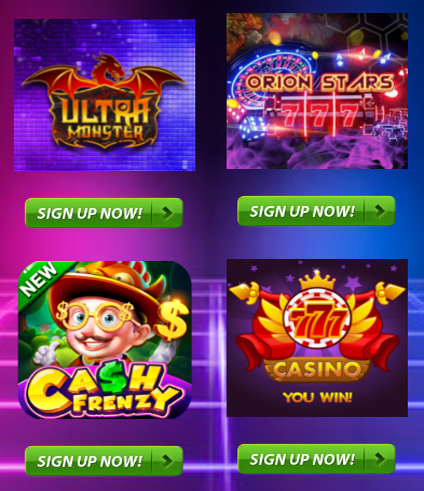 ULTRA
MONSTER
ORION STARS
777
SIGN UP NOW!
SIGN UP NOW!
NEW
CA$H
FRENZY
777
CASINO
YOU WIN!
SIGN UP NOW!
SIGN UP NOW!